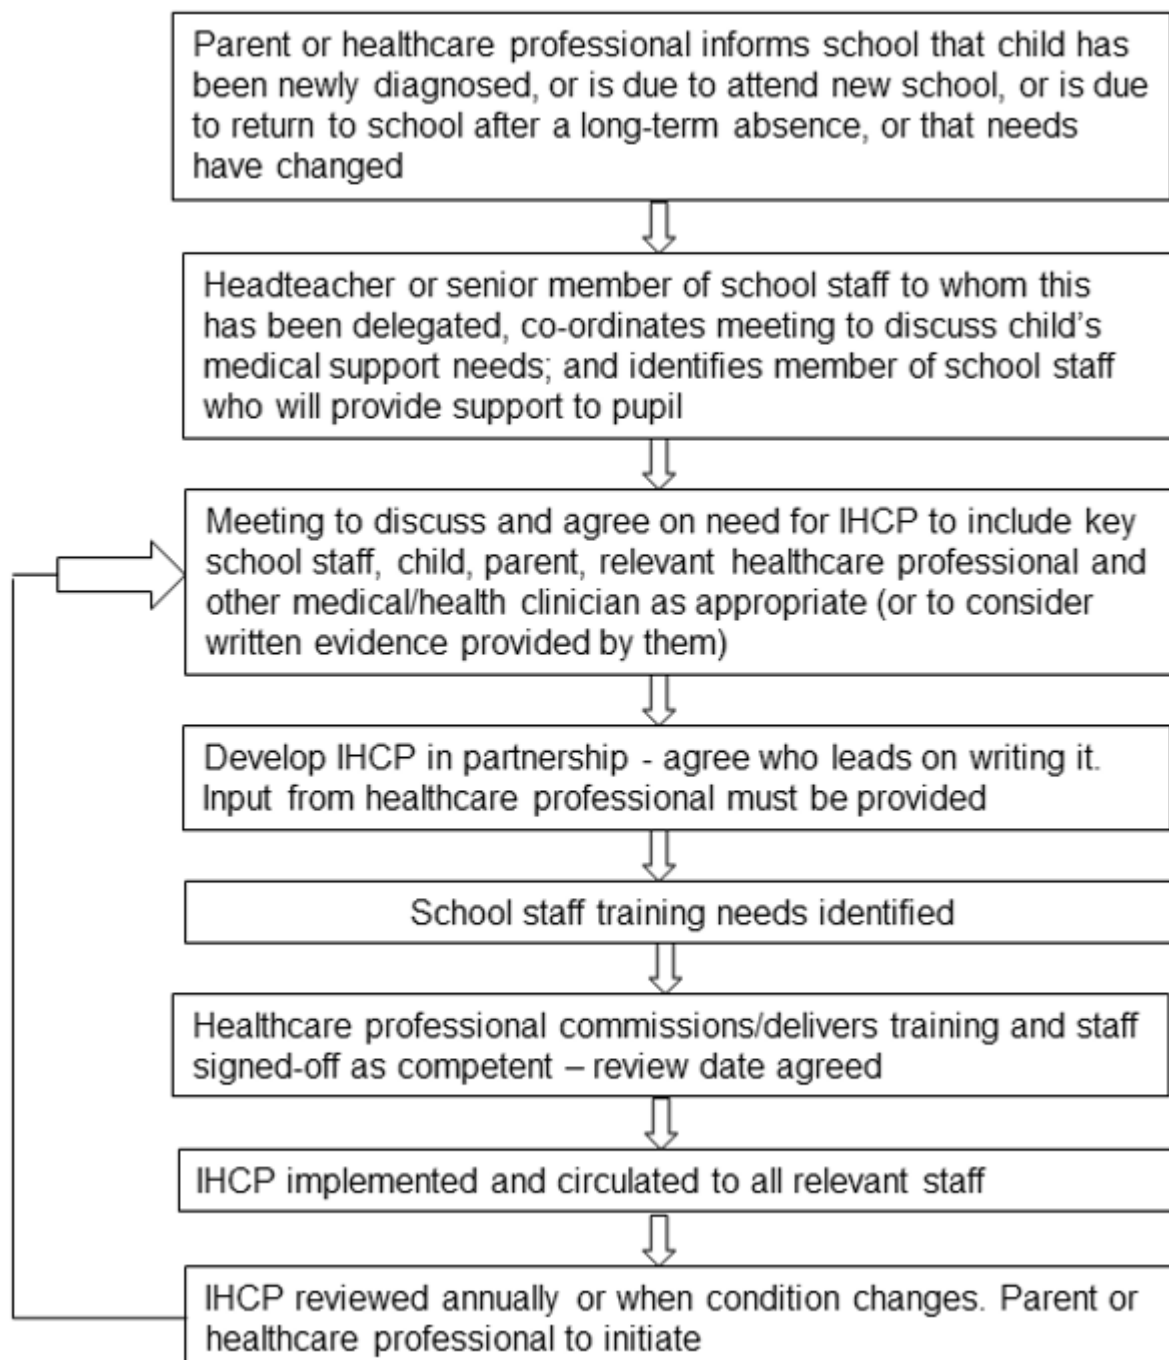 Parent or healthcare professional informs school that child has
been newly diagnosed, or is due to attend new school, or is due
to return to school after a long-term absence, or that needs
have changed
Headteacher or senior member of school staff to whom this
has been delegated, co-ordinates meeting to discuss child's
medical support needs; and identifies member of school staff
who will provide support to pupil
Meeting to discuss and agree on need for IHCP to include key
school staff, child, parent, relevant healthcare professional and
other medical/health clinician as appropriate (or to consider
written evidence provided by them)
Develop IHCP in partnership - agree who leads on writing it.
Input from healthcare professional must be provided
School staff training needs identified
Healthcare professional commissions/delivers training and staff
signed-off as competent – review date agreed
IHCP implemented and circulated to all relevant staff
IHCP reviewed annually or when condition changes. Parent or
healthcare professional to initiate